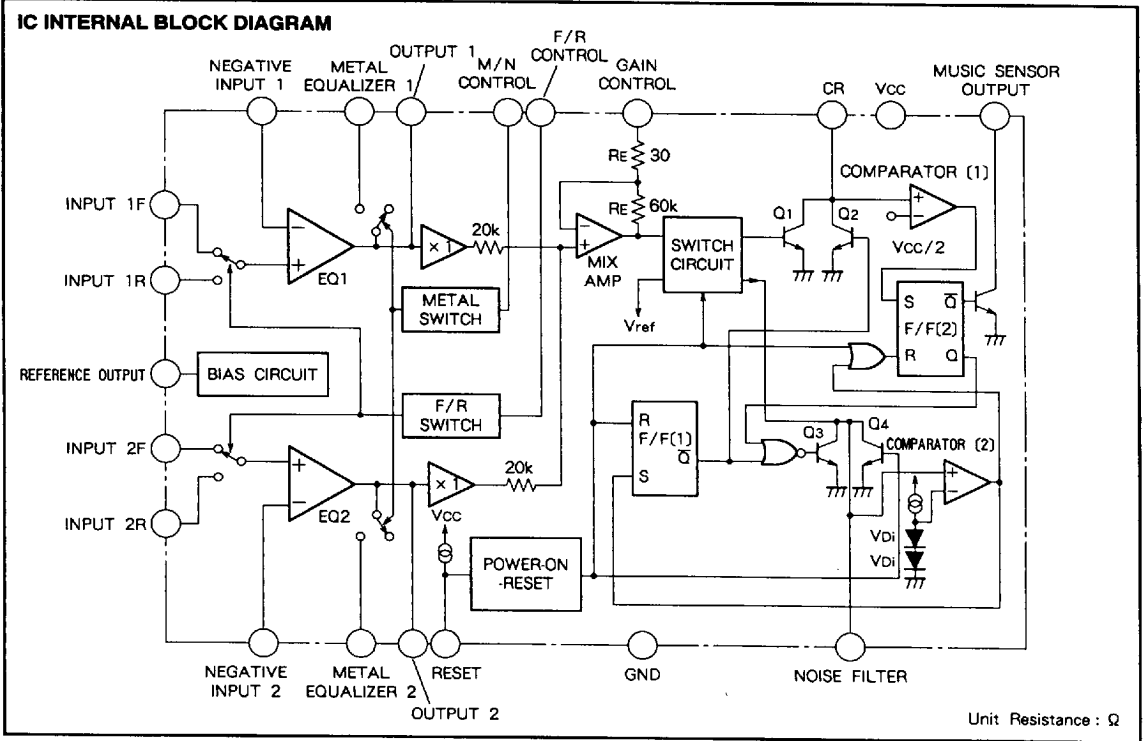 IC INTERNAL BLOCK DIAGRAM
NEGATIVE
INPUT 1
METAL
EQUALIZER 1
OUTPUT 1
M/N
CONTROL
F/R
CONTROL
GAIN
CONTROL
CR
VCC
MUSIC SENSOR
OUTPUT
INPUT 1F
INPUT 1R
REFERENCE OUTPUT
INPUT 2F
INPUT 2R
−
+
EQ1
× 1
20k
RE 30
RE 60k
−
+
MIX
AMP
SWITCH
CIRCUIT
Vref
Q1
Q2
COMPARATOR (1)
+
−
VCC/2
METAL
SWITCH
BIAS CIRCUIT
F/R
SWITCH
S Q
F/F(2)
R Q
R
F/F(1)
Q
S
Q3
Q4
COMPARATOR (2)
+
−
VDi
VDi
+
−
EQ2
× 1
20k
VCC
POWER-ON
-RESET
NEGATIVE
INPUT 2
METAL
EQUALIZER 2
OUTPUT 2
RESET
GND
NOISE FILTER
Unit Resistance : Ω